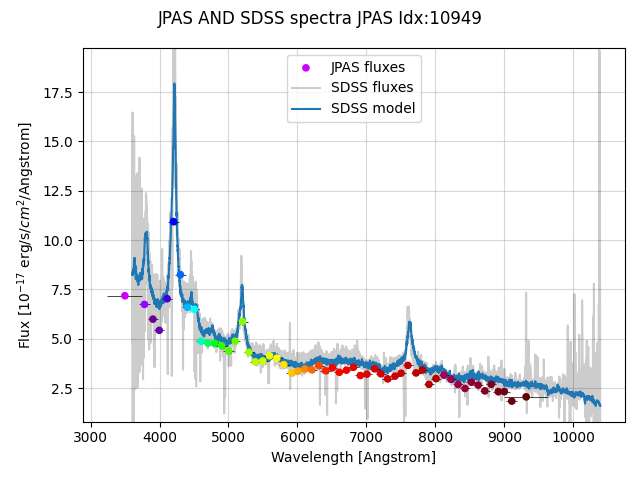 JPAS AND SDSS spectra JPAS Idx:10949
JPAS fluxes
SDSS fluxes
SDSS model
17.5
15.0
12.5
10.0
7.5
5.0
2.5
Flux [10⁻¹⁷ erg/s/cm²/Angstrom]
3000 4000 5000 6000 7000 8000 9000 10000
Wavelength [Angstrom]